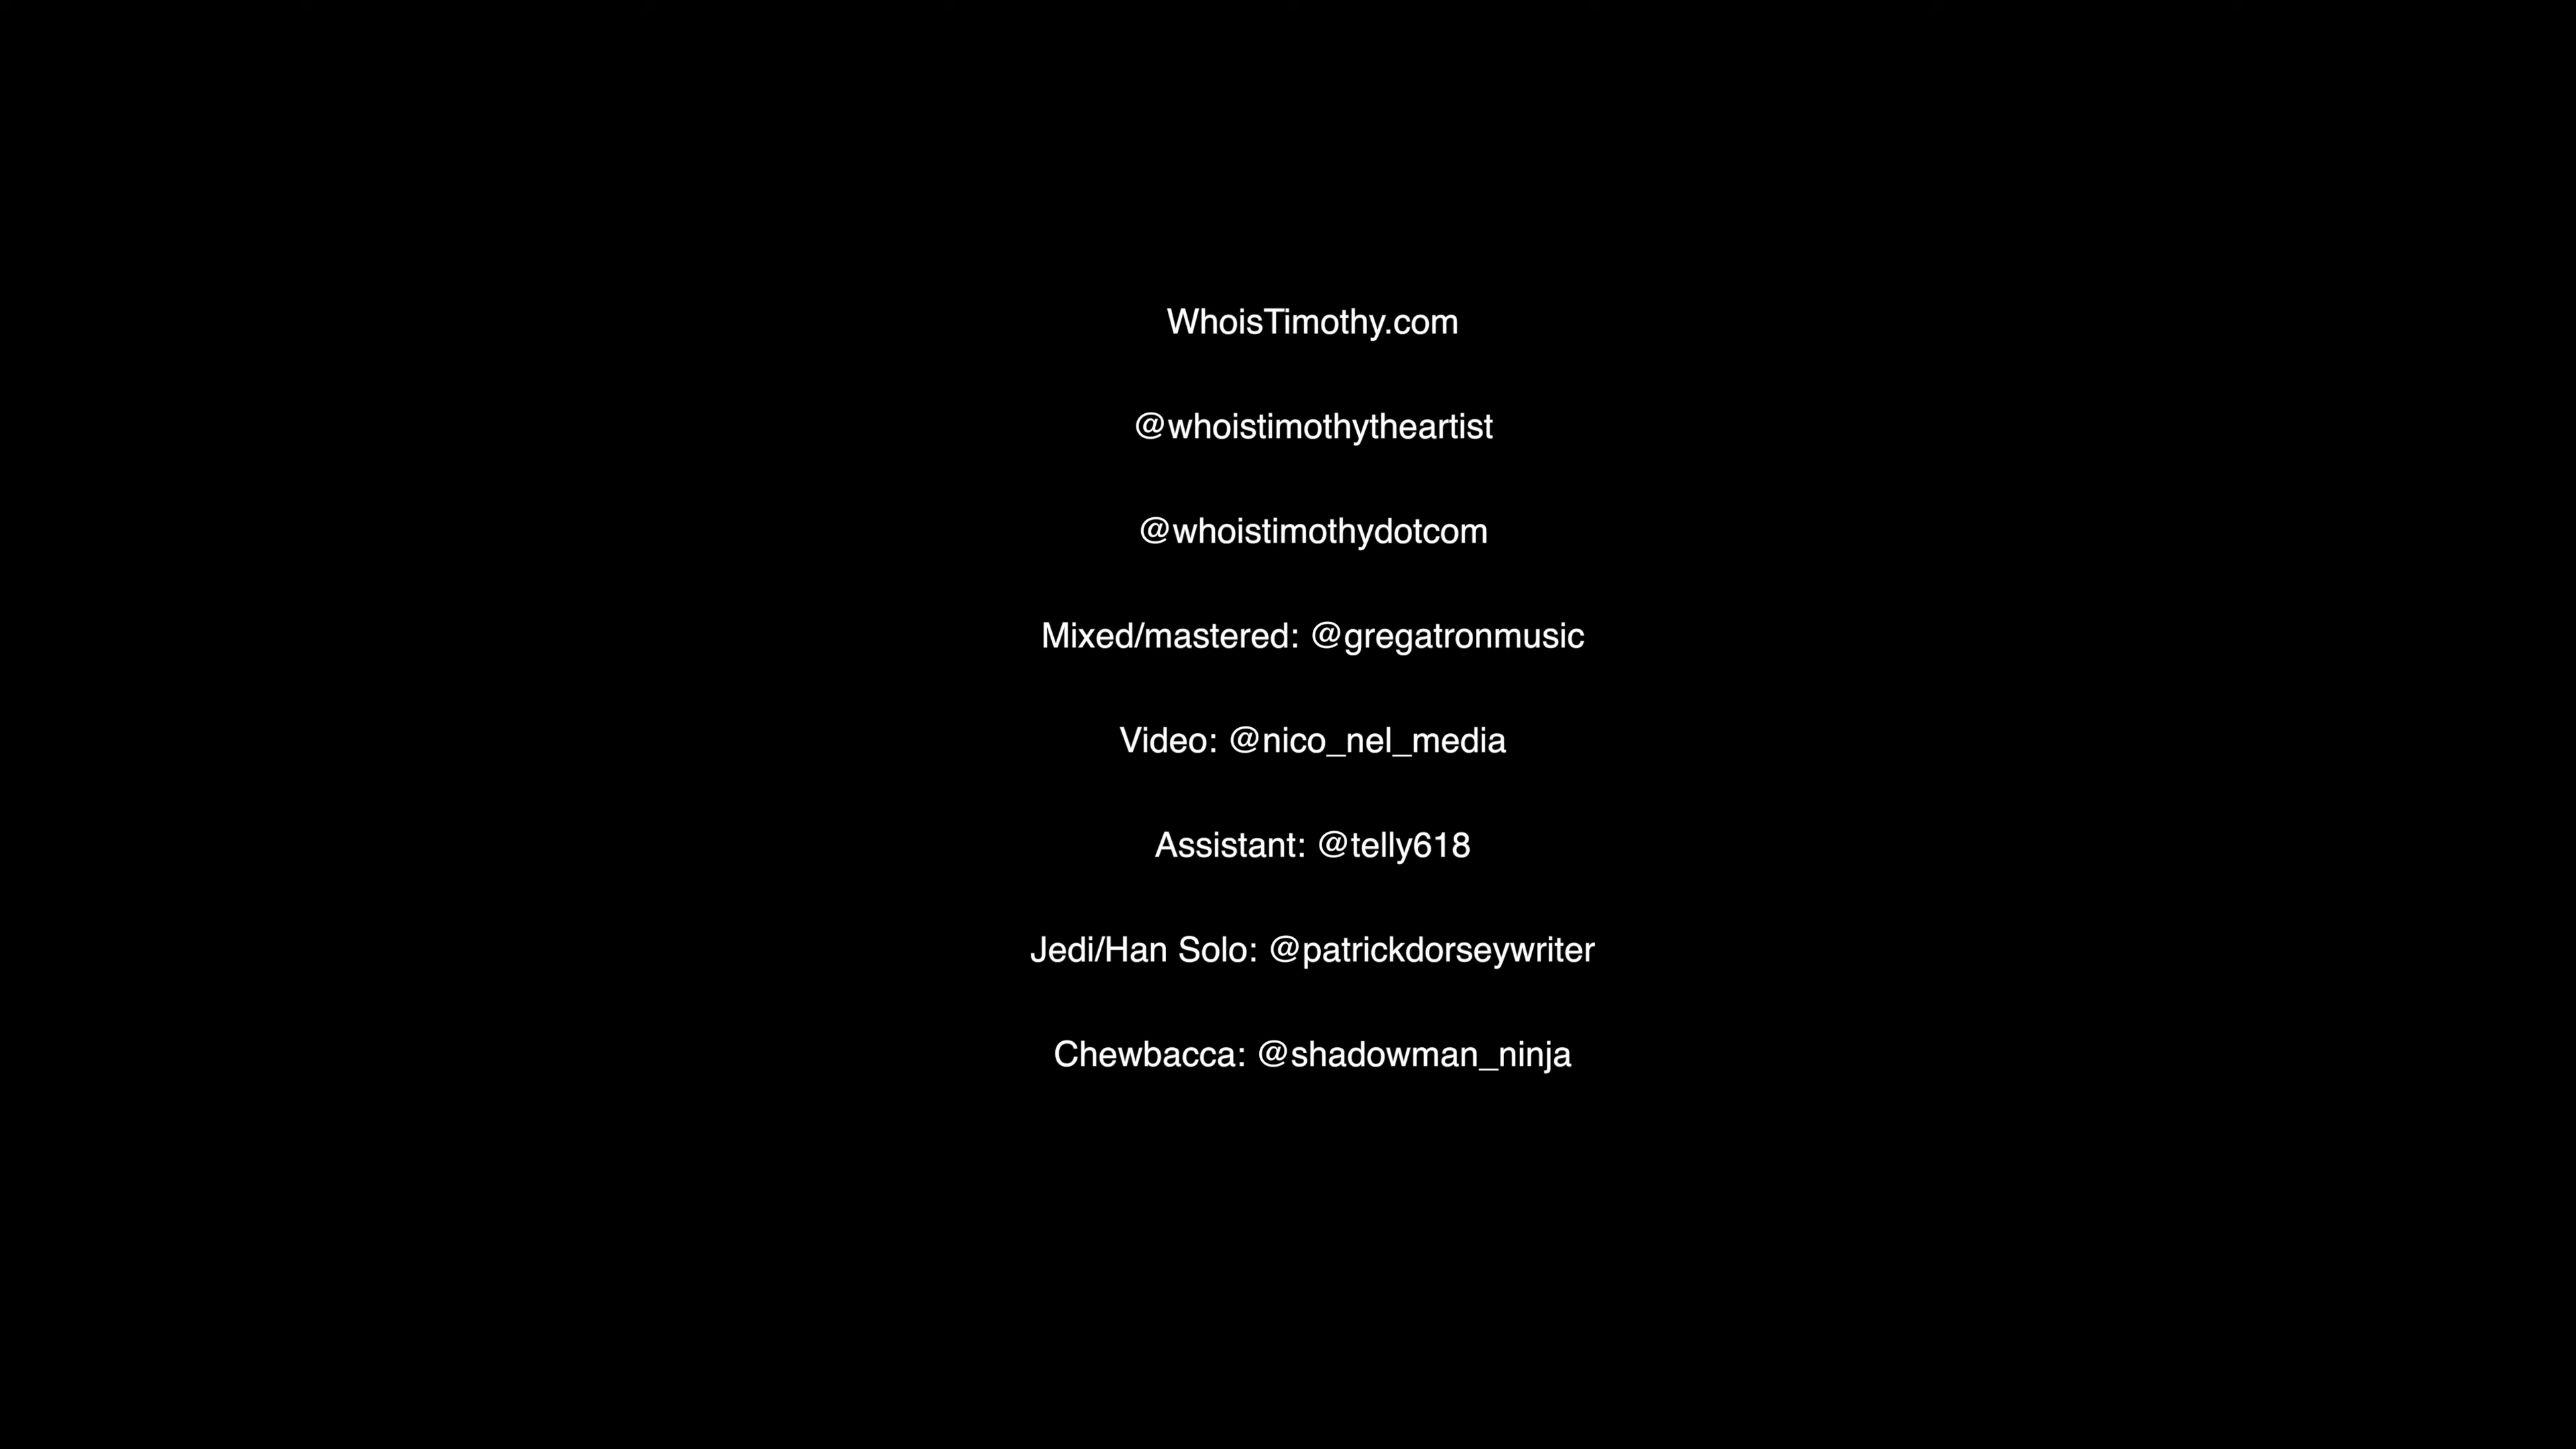 WhoisTimothy.com
@whoistimothytheartist
@whoistimothydotcom
Mixed/mastered: @gregatronmusic
Video: @nico_nel_media
Assistant: @telly618
Jedi/Han Solo: @patrickdorseywriter
Chewbacca: @shadowman_ninja